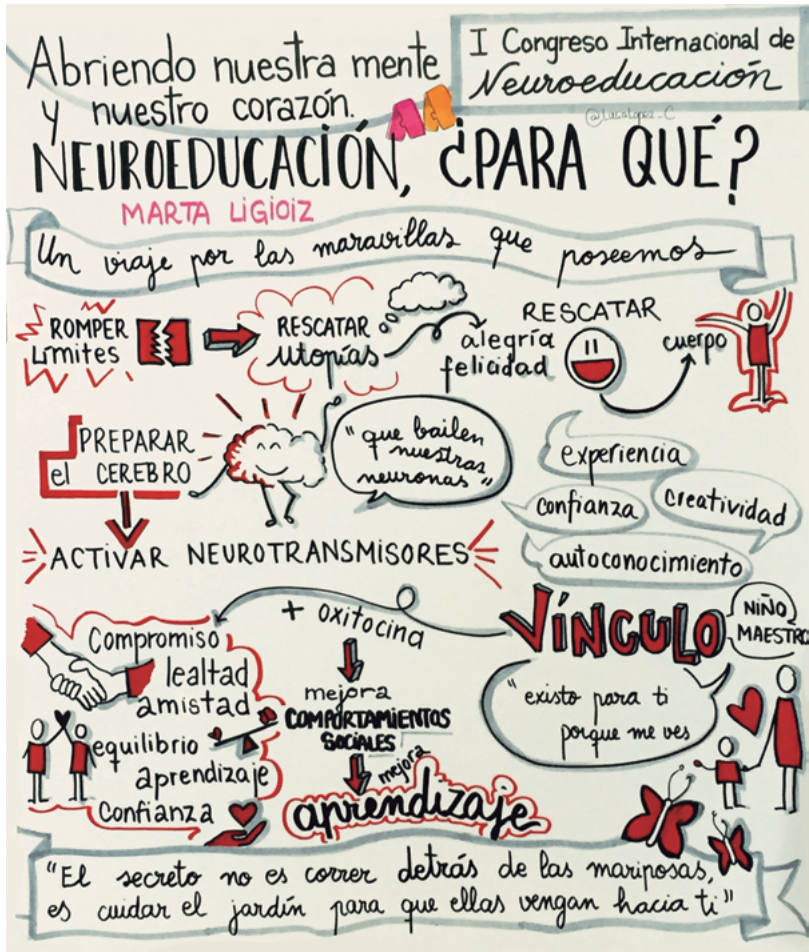 Abriendo nuestra mente
y nuestro corazón.
I Congreso Internacional de
Neuroeducación
@LucaLopez_C
NEUROEDUCACIÓN, ¿PARA QUÉ?
MARTA LIGIOIZ
Un viaje por las maravillas que poseemos
ROMPER
Límites
RESCATAR
utopías
alegría
felicidad
RESCATAR
cuerpo
PREPARAR
el CEREBRO
"que bailen
nuestras
neuronas"
experiencia
confianza
creatividad
autoconocimiento
ACTIVAR NEUROTRANSMISORES
+ oxitocina
VÍNCULO
NIÑO
MAESTRO
Compromiso
lealtad
amistad
equilibrio
aprendizaje
Confianza
mejora
COMPORTAMIENTOS
SOCIALES
mejora
aprendizaje
"existo para ti
porque me ves
"El secreto no es correr detrás de las mariposas,
es cuidar el jardín para que ellas vengan hacia ti"